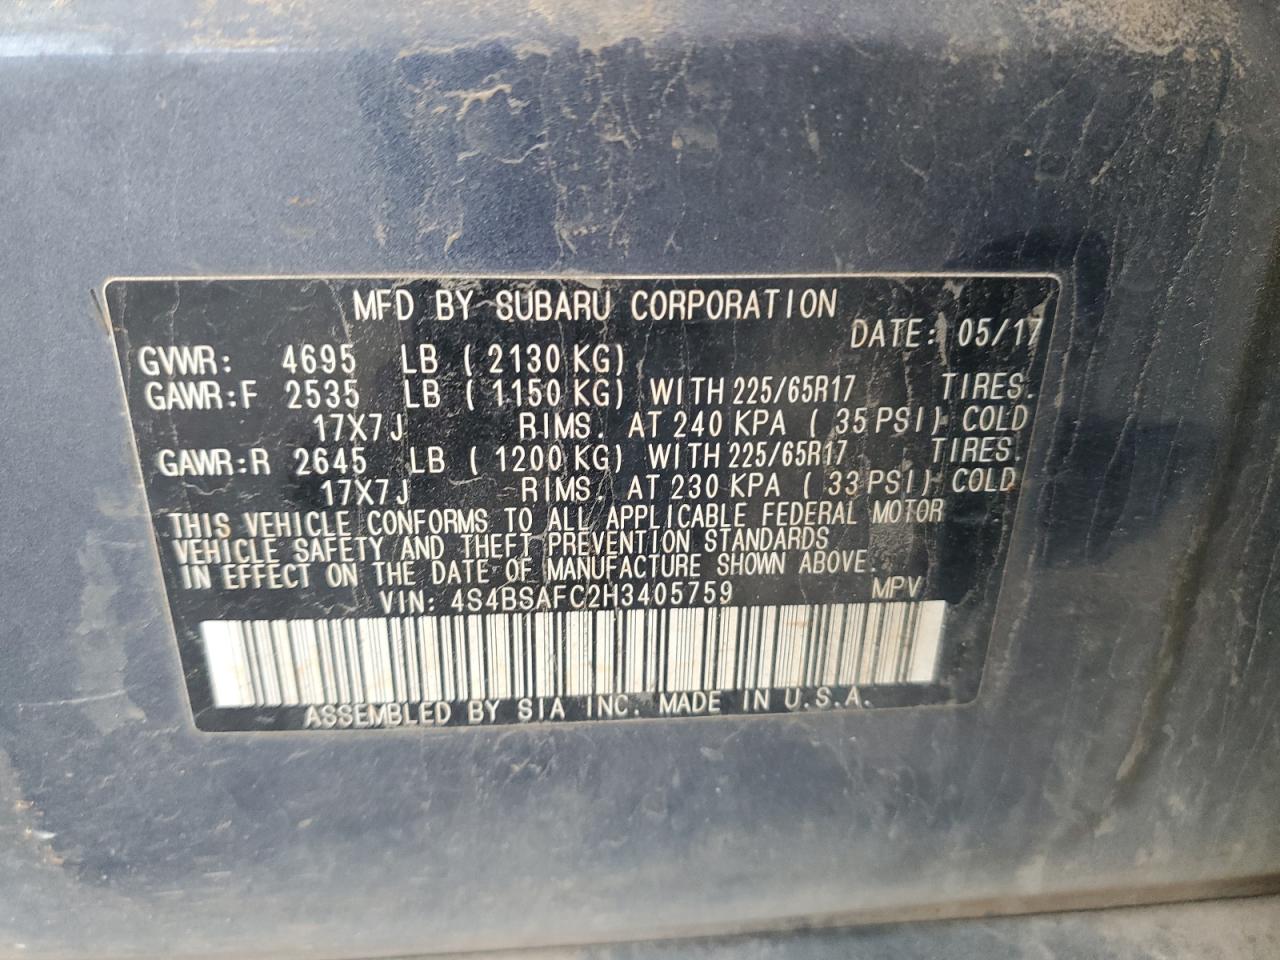 MFD BY SUBARU CORPORATION
DATE: 05/17
GVWR: 4695 LB ( 2130 KG)
GAWR:F 2535 LB ( 1150 KG) WITH 225/65R17 TIRES.
17X7J RIMS. AT 240 KPA ( 35 PSI) COLD
GAWR:R 2645 LB ( 1200 KG) WITH 225/65R17 TIRES.
17X7J RIMS. AT 230 KPA ( 33 PSI) COLD
THIS VEHICLE CONFORMS TO ALL APPLICABLE FEDERAL MOTOR
VEHICLE SAFETY AND THEFT PREVENTION STANDARDS
IN EFFECT ON THE DATE OF MANUFACTURE SHOWN ABOVE.
VIN: 4S4BSAFC2H3405759 MPV
ASSEMBLED BY SIA INC. MADE IN U.S.A.